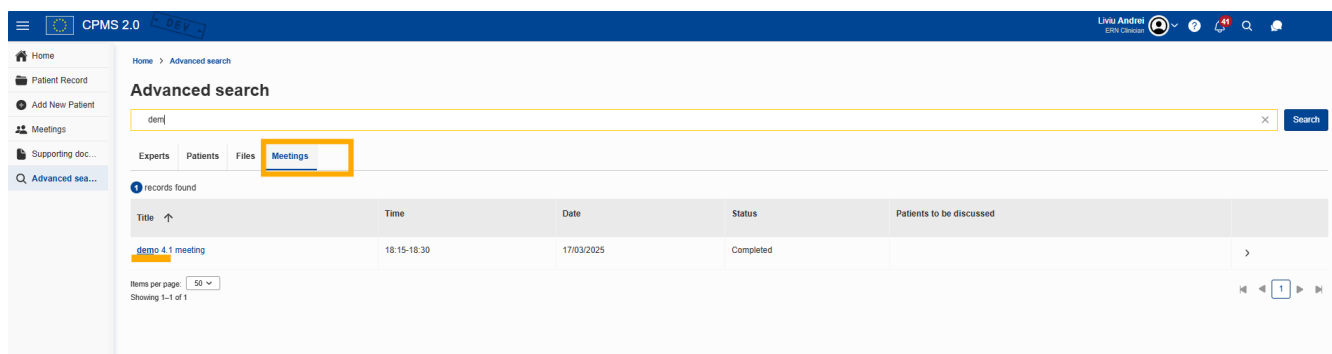 CPMS 2.0
DEV
Liviu Andrei
ERN Clinician
41
Home
Patient Record
Add New Patient
Meetings
Supporting doc...
Advanced sea...
Home > Advanced search
Advanced search
dem
Search
Experts Patients Files Meetings
1 records found
Title Time Date Status Patients to be discussed
demo 4.1 meeting 18:15-18:30 17/03/2025 Completed
Items per page: 50
Showing 1–1 of 1
1